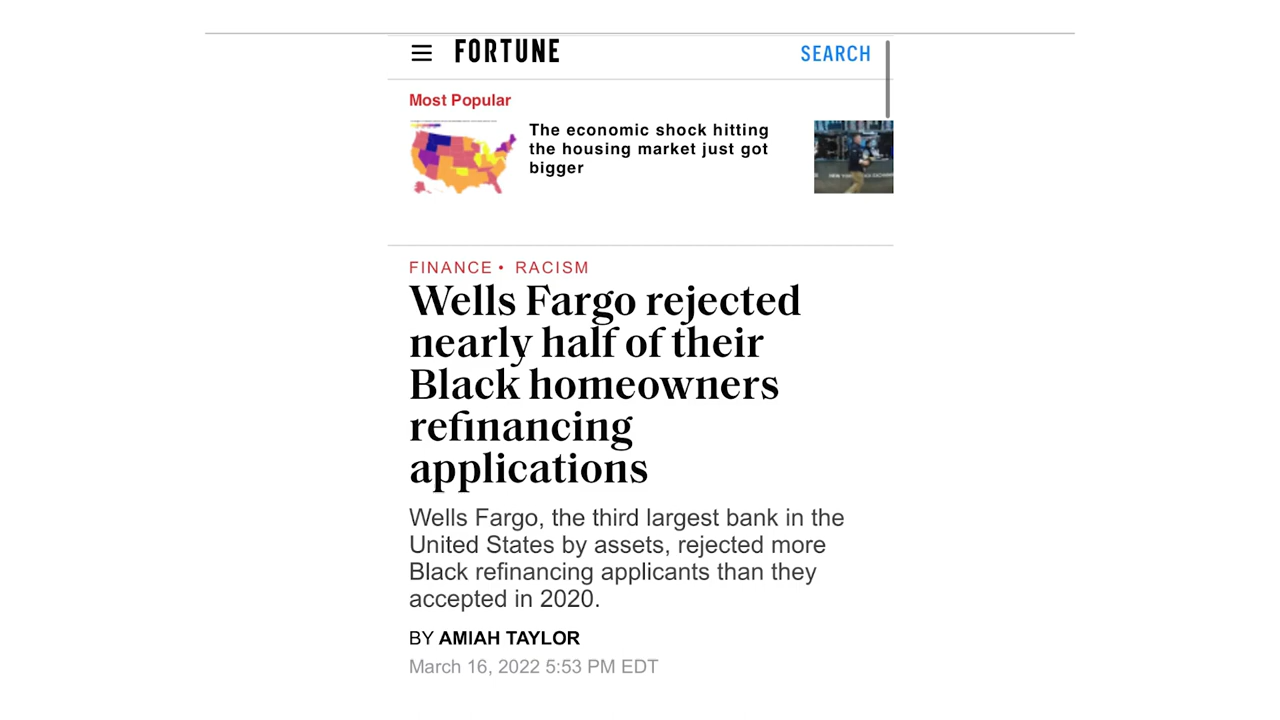 FORTUNE
SEARCH
Most Popular
The economic shock hitting
the housing market just got
bigger
FINANCE • RACISM
Wells Fargo rejected
nearly half of their
Black homeowners
refinancing
applications
Wells Fargo, the third largest bank in the
United States by assets, rejected more
Black refinancing applicants than they
accepted in 2020.
BY AMIAH TAYLOR
March 16, 2022 5:53 PM EDT